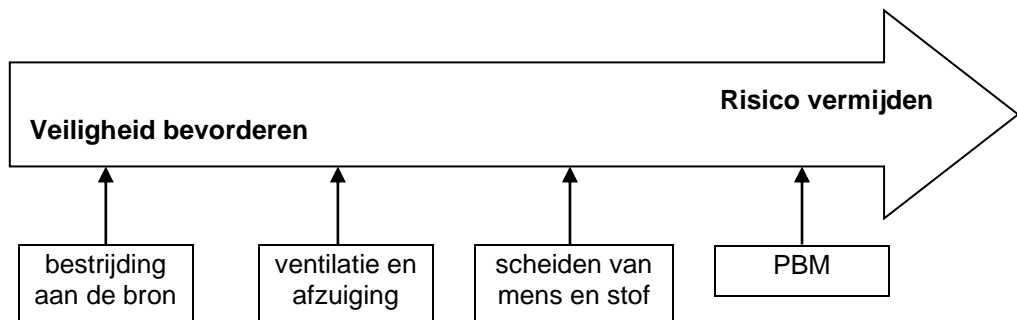 Risico vermijden
Veiligheid bevorderen
bestrijding
aan de bron
ventilatie en
afzuiging
scheiden van
mens en stof
PBM